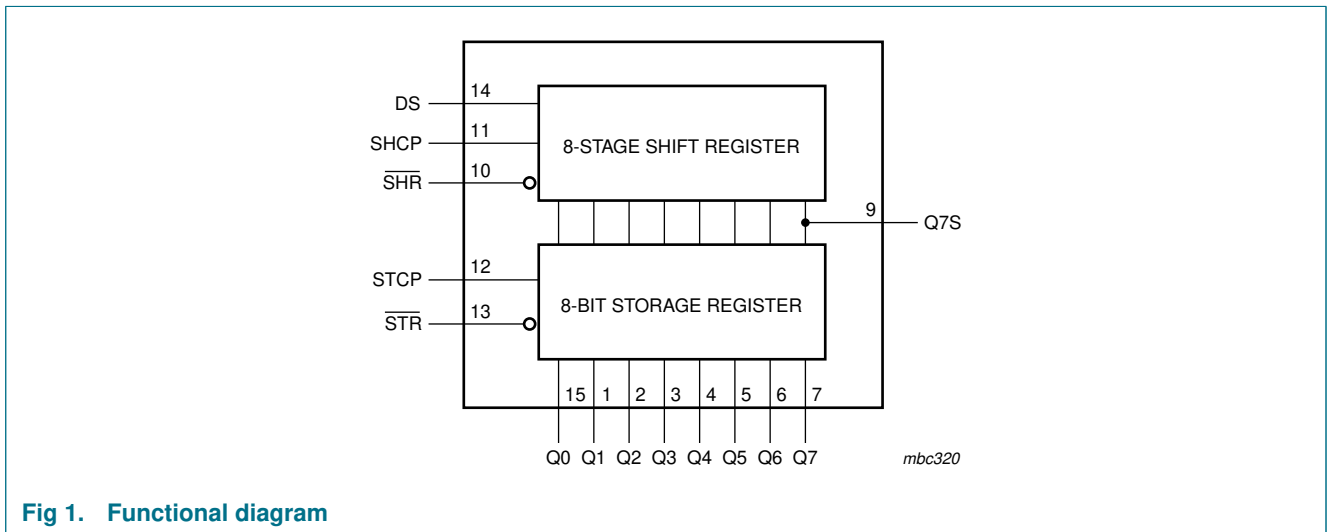 14
DS
11
SHCP
8-STAGE SHIFT REGISTER
10
S̅H̅R̅
9
Q7S
12
STCP
8-BIT STORAGE REGISTER
13
S̅T̅R̅
15 1 2 3 4 5 6 7
Q0 Q1 Q2 Q3 Q4 Q5 Q6 Q7
mbc320
Fig 1. Functional diagram